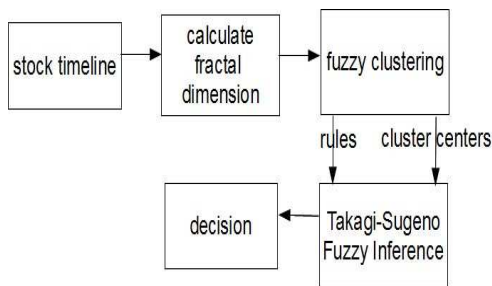 stock timeline
calculate
fractal
dimension
fuzzy clustering
rules
cluster centers
decision
Takagi-Sugeno
Fuzzy Inference